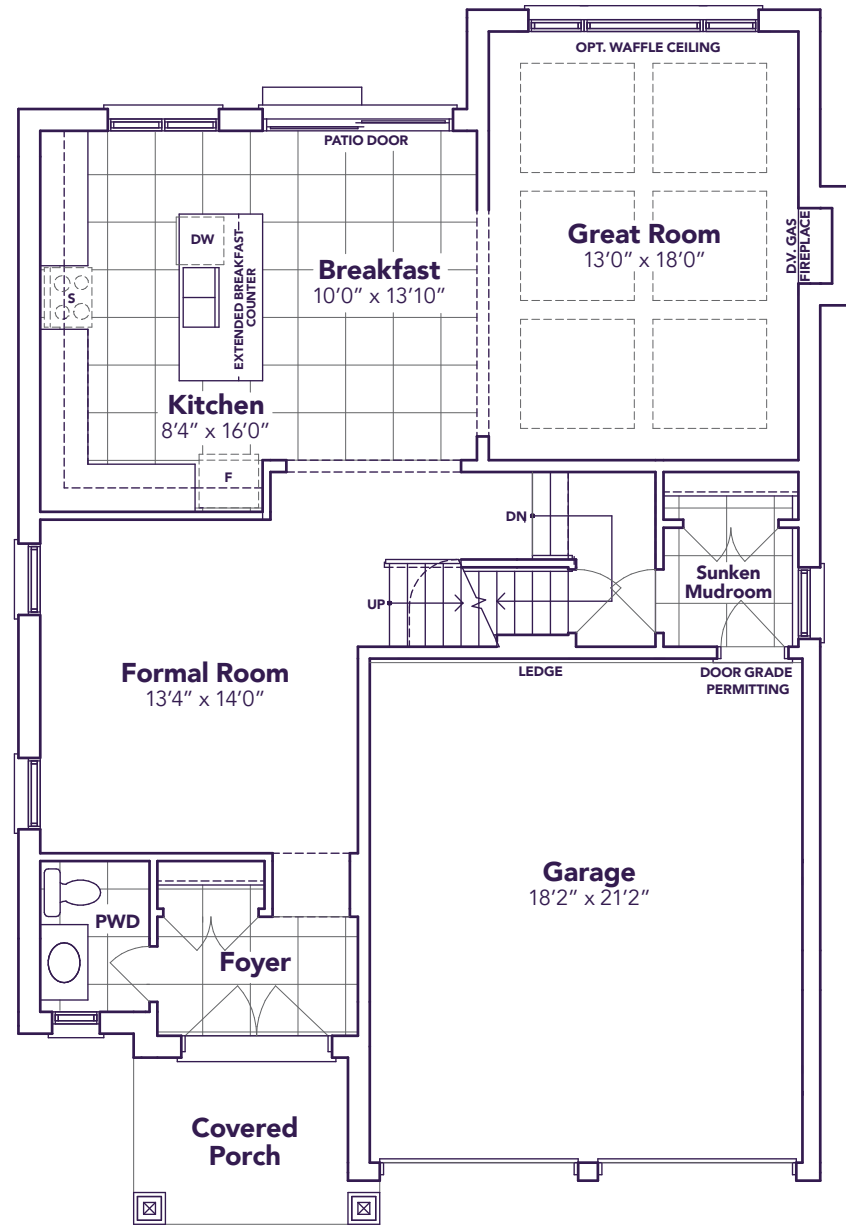 OPT. WAFFLE CEILING
PATIO DOOR
DW
EXTENDED BREAKFAST
COUNTER
Breakfast
10’0” x 13’10”
Great Room
13’0” x 18’0”
D.V. GAS
FIREPLACE
S
Kitchen
8’4” x 16’0”
F
DN
UP
Sunken
Mudroom
Formal Room
13’4” x 14’0”
LEDGE
DOOR GRADE
PERMITTING
Garage
18’2” x 21’2”
PWD
Foyer
Covered
Porch